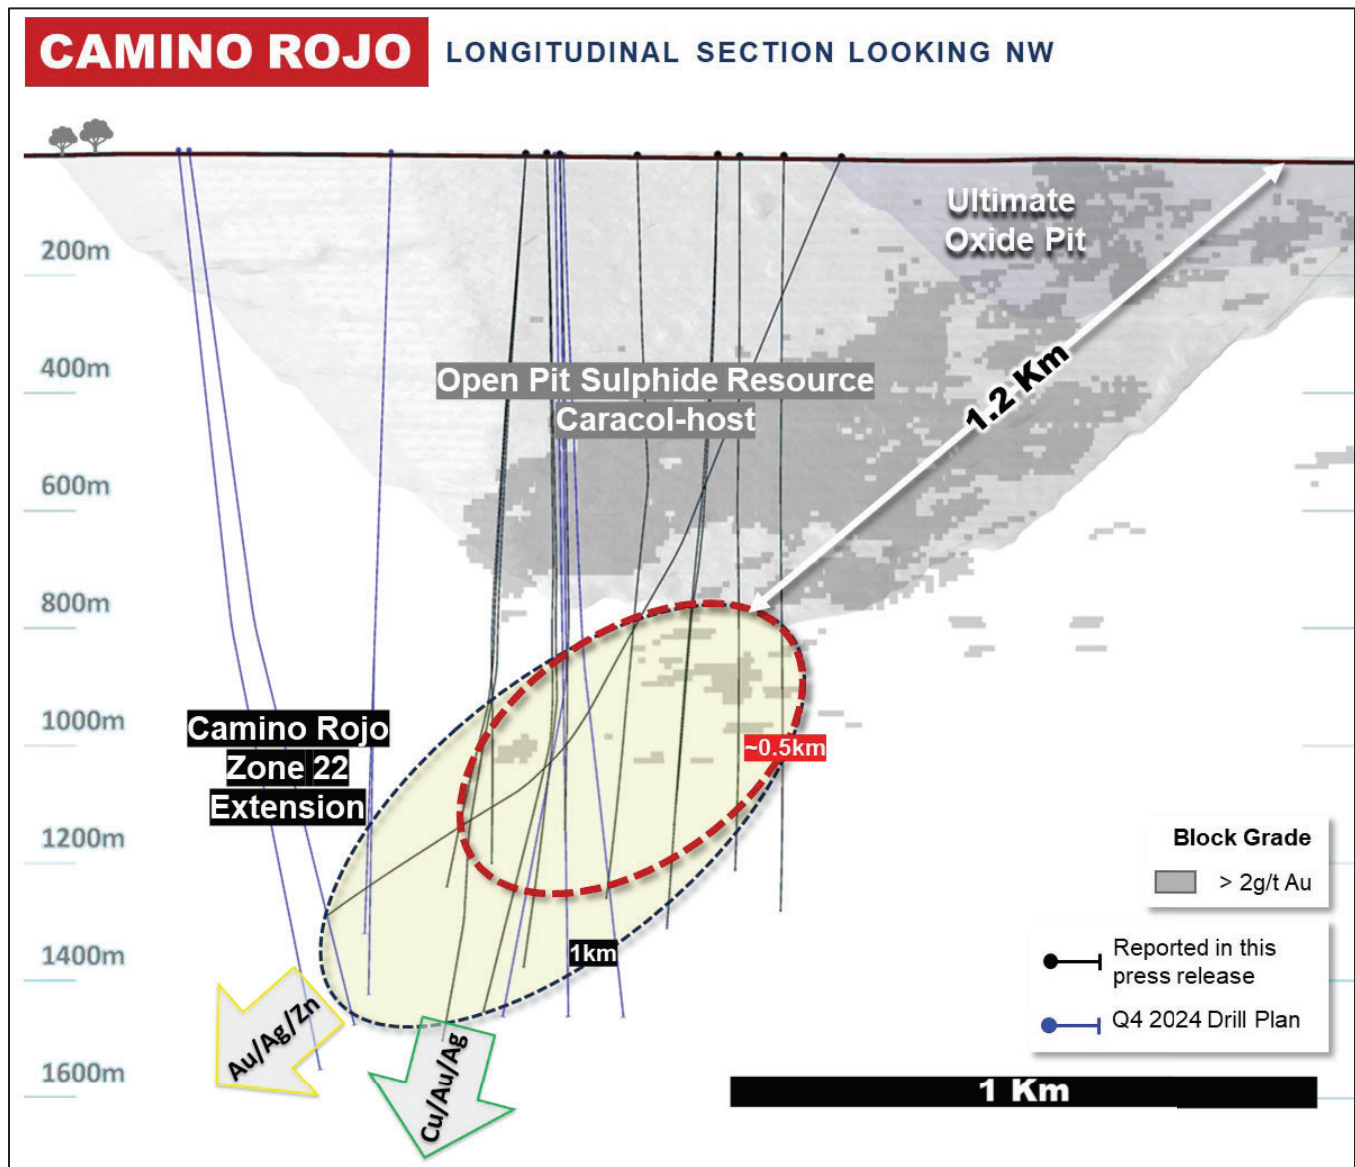 CAMINO ROJO
LONGITUDINAL SECTION LOOKING NW
Ultimate
Oxide Pit
200m
400m
Open Pit Sulphide Resource
Caracol-host
1.2 Km
600m
800m
1000m
Camino Rojo
Zone 22
Extension
~0.5km
1200m
Block Grade
> 2g/t Au
1400m
1km
Reported in this
press release
Q4 2024 Drill Plan
Au/Ag/Zn
Cu/Au/Ag
1600m
1 Km